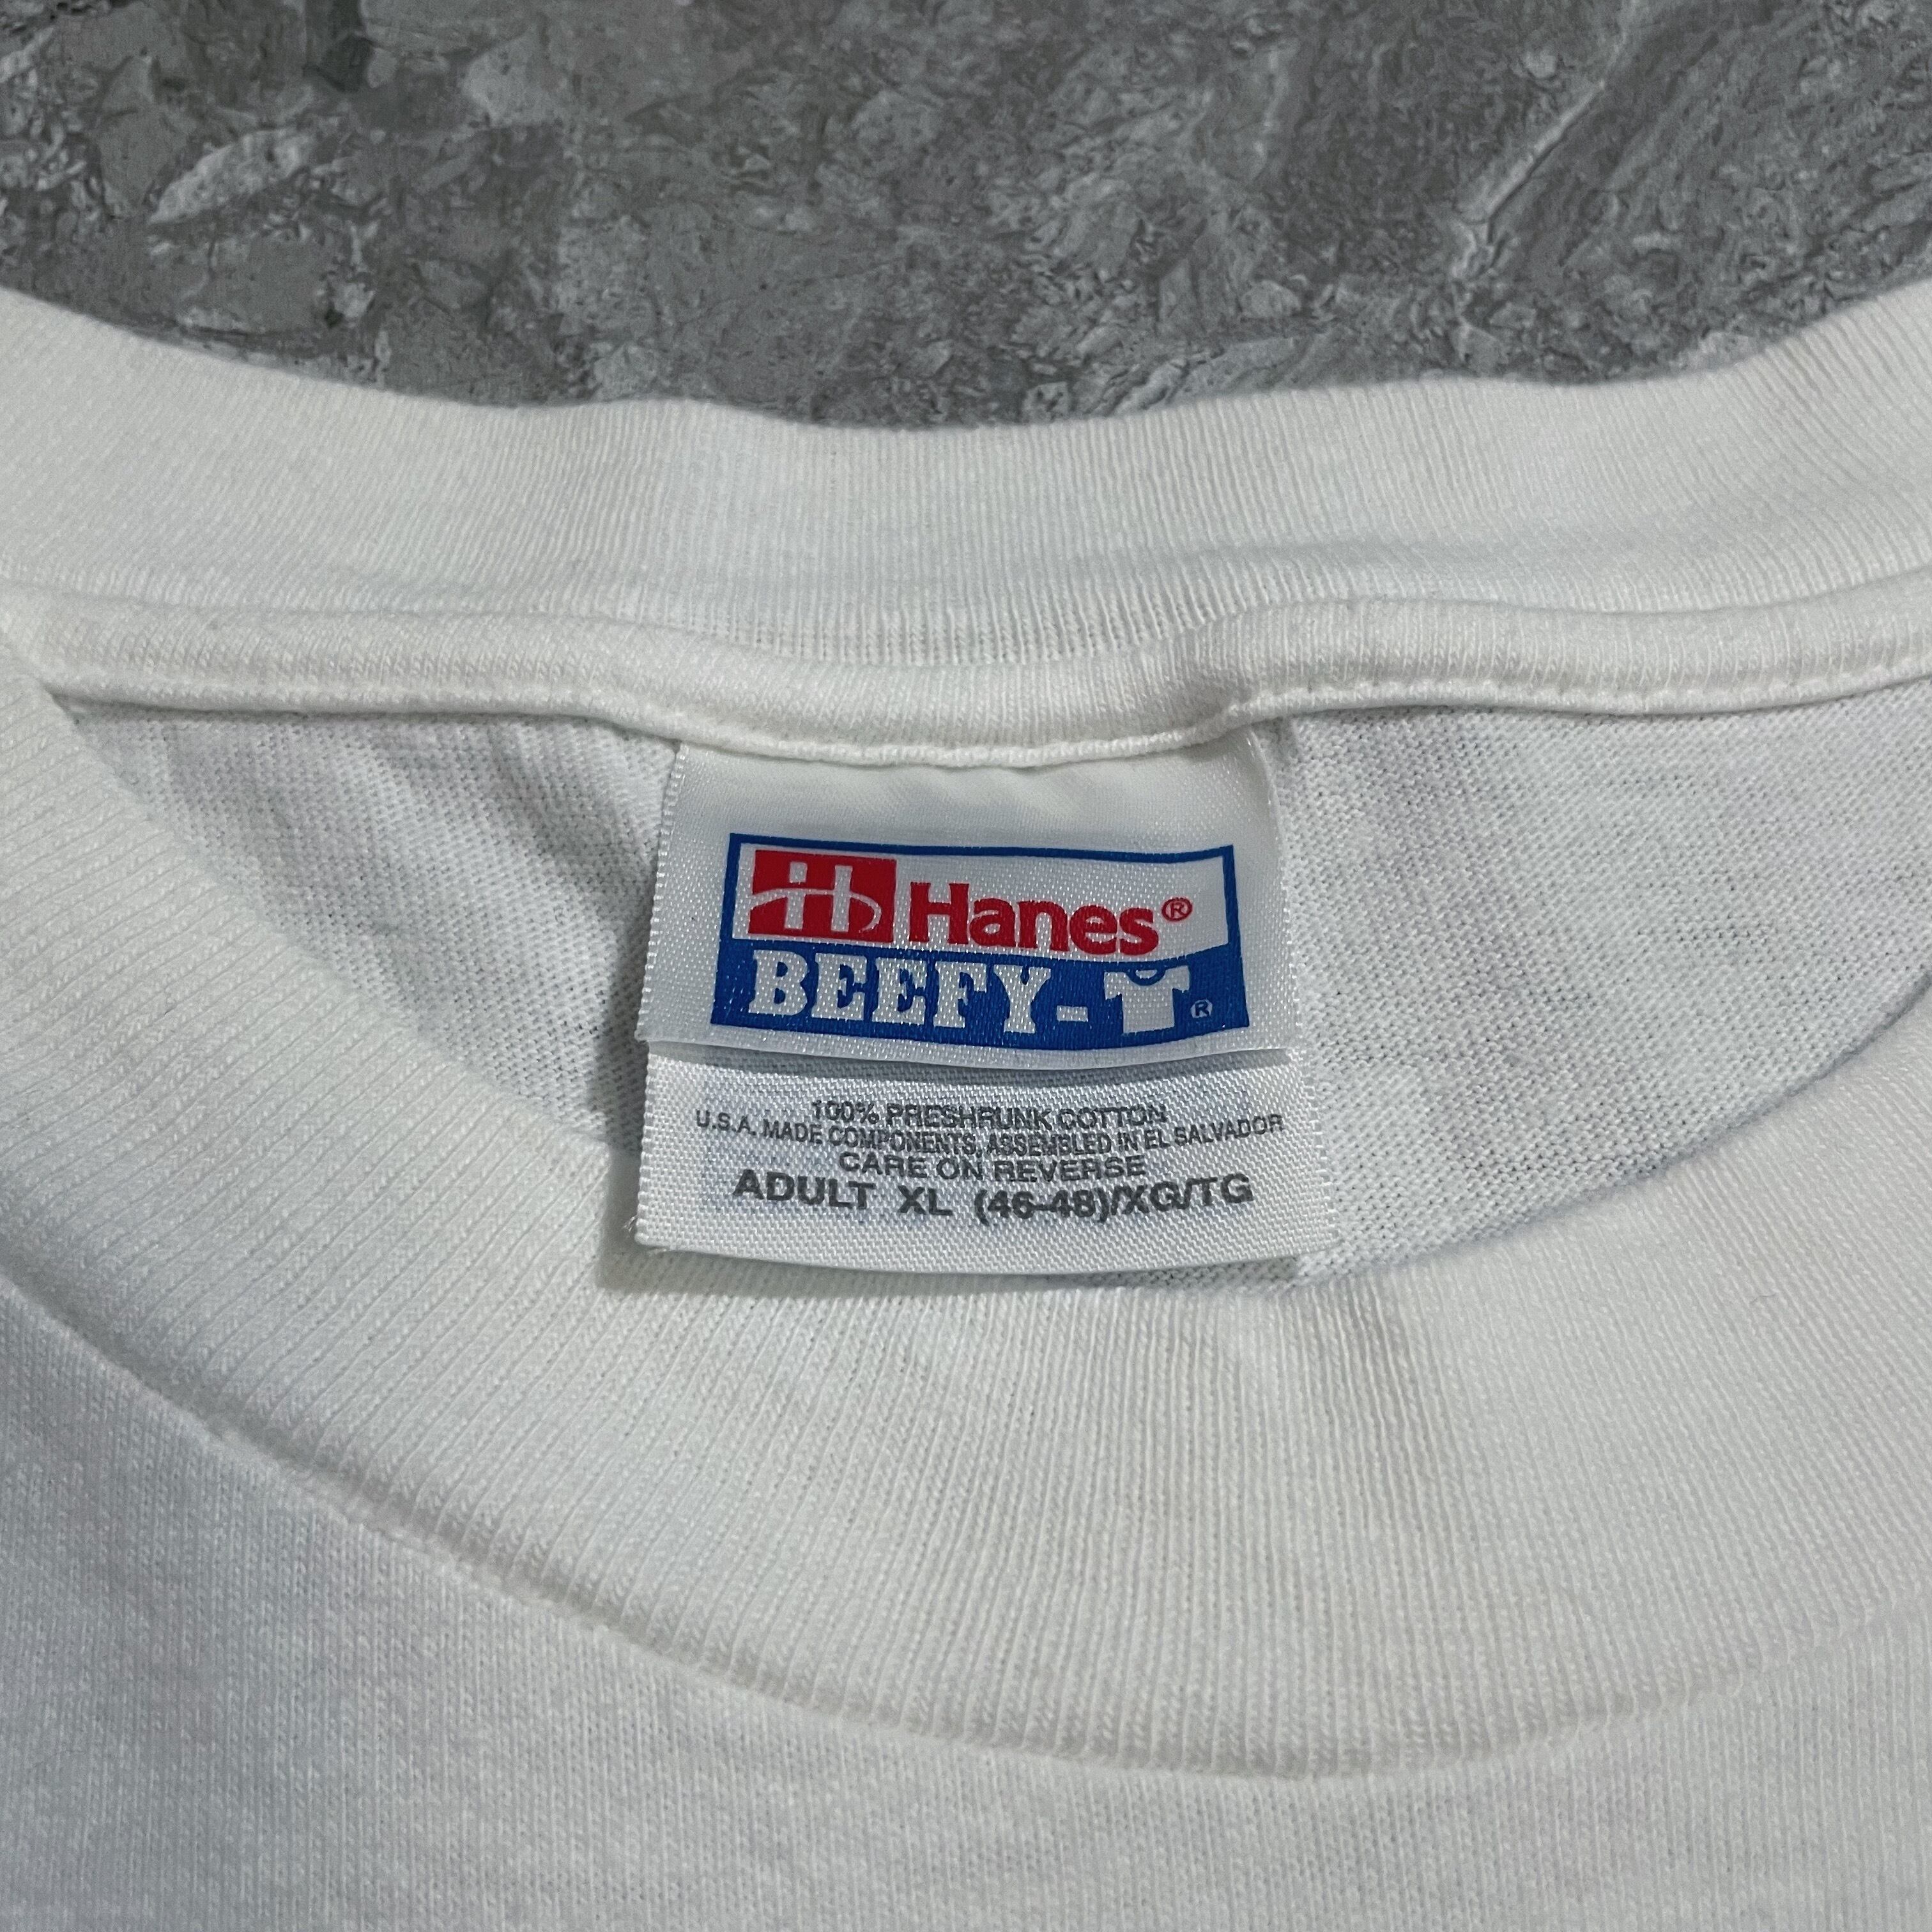 H Hanes®
BEEFY-T®
100% PRESHRUNK COTTON
U.S.A. MADE COMPONENTS, ASSEMBLED IN EL SALVADOR
CARE ON REVERSE
ADULT XL (46-48)/XG/TG